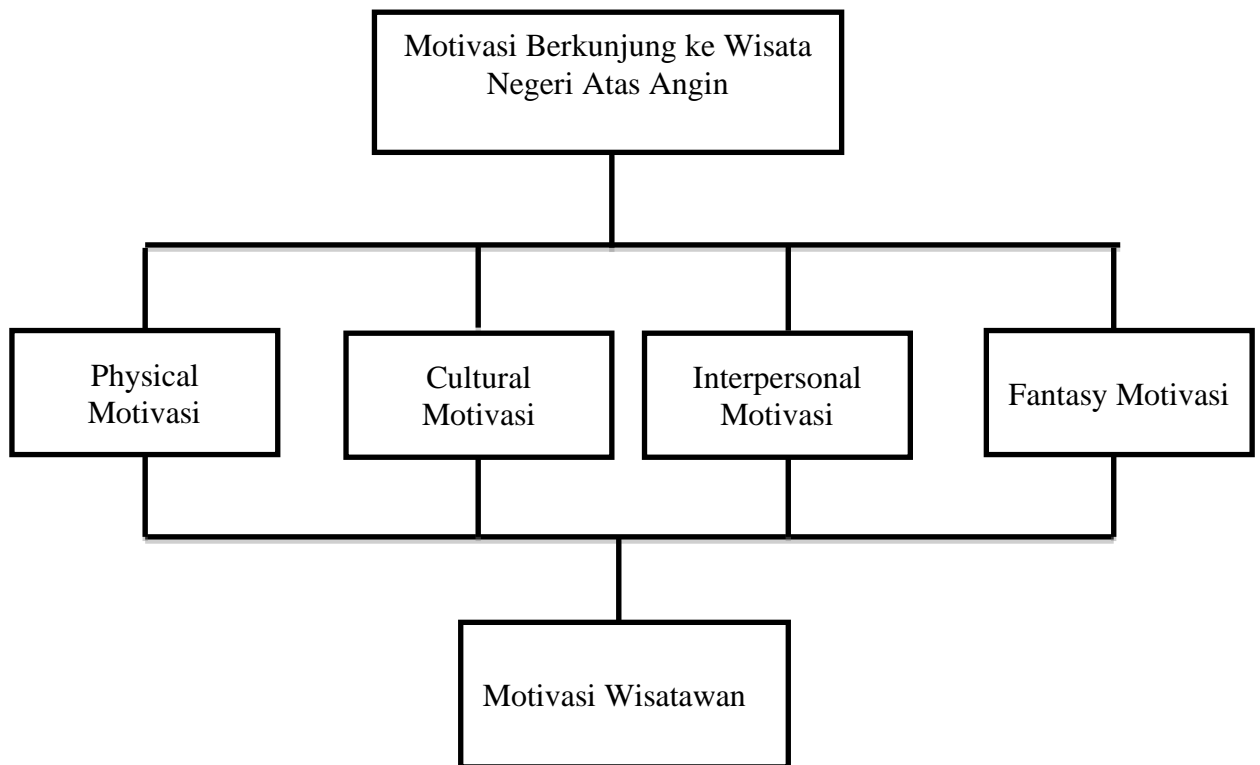 Motivasi Berkunjung ke Wisata
Negeri Atas Angin
Physical
Motivasi
Cultural
Motivasi
Interpersonal
Motivasi
Fantasy Motivasi
Motivasi Wisatawan